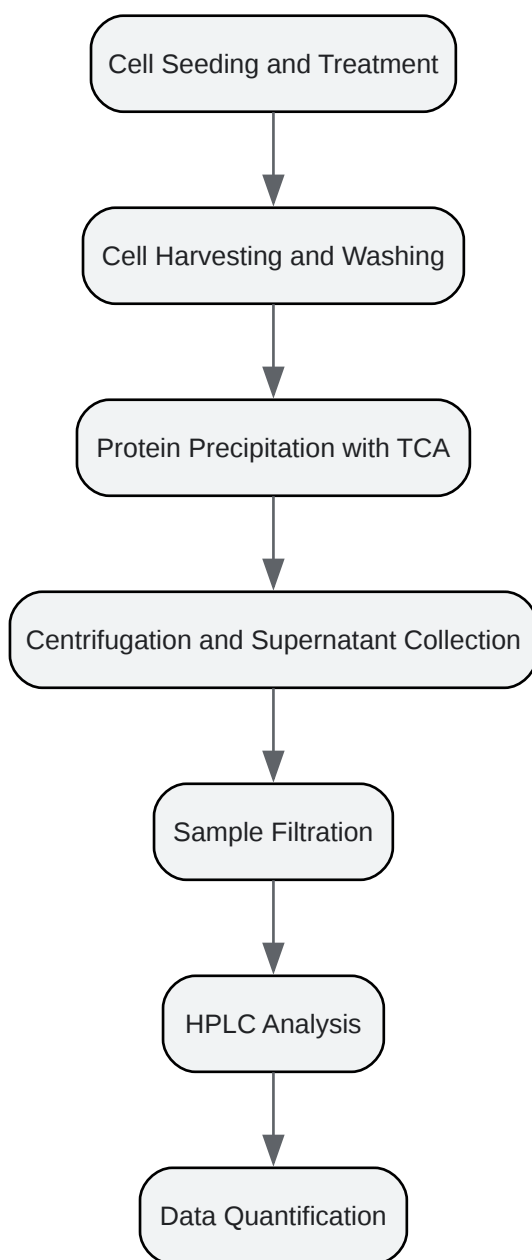 Cell Seeding and Treatment
Cell Harvesting and Washing
Protein Precipitation with TCA
Centrifugation and Supernatant Collection
Sample Filtration
HPLC Analysis
Data Quantification